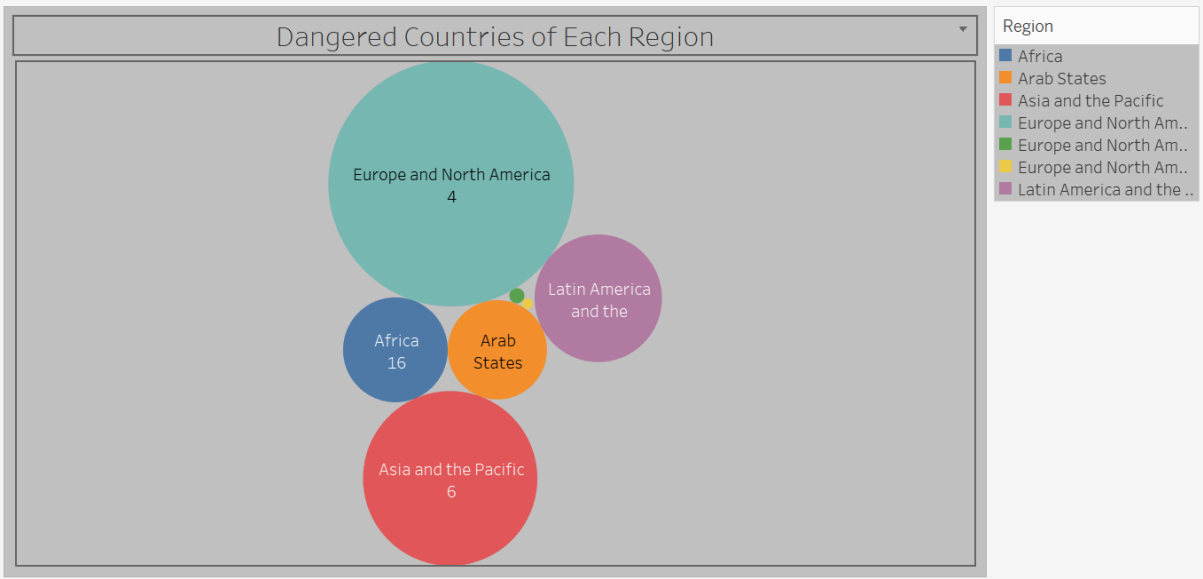 Dangered Countries of Each Region
Region
Africa
Arab States
Asia and the Pacific
Europe and North Am..
Europe and North Am..
Europe and North Am..
Latin America and the ..
Europe and North America
4
Latin America
and the
Africa
16
Arab
States
Asia and the Pacific
6